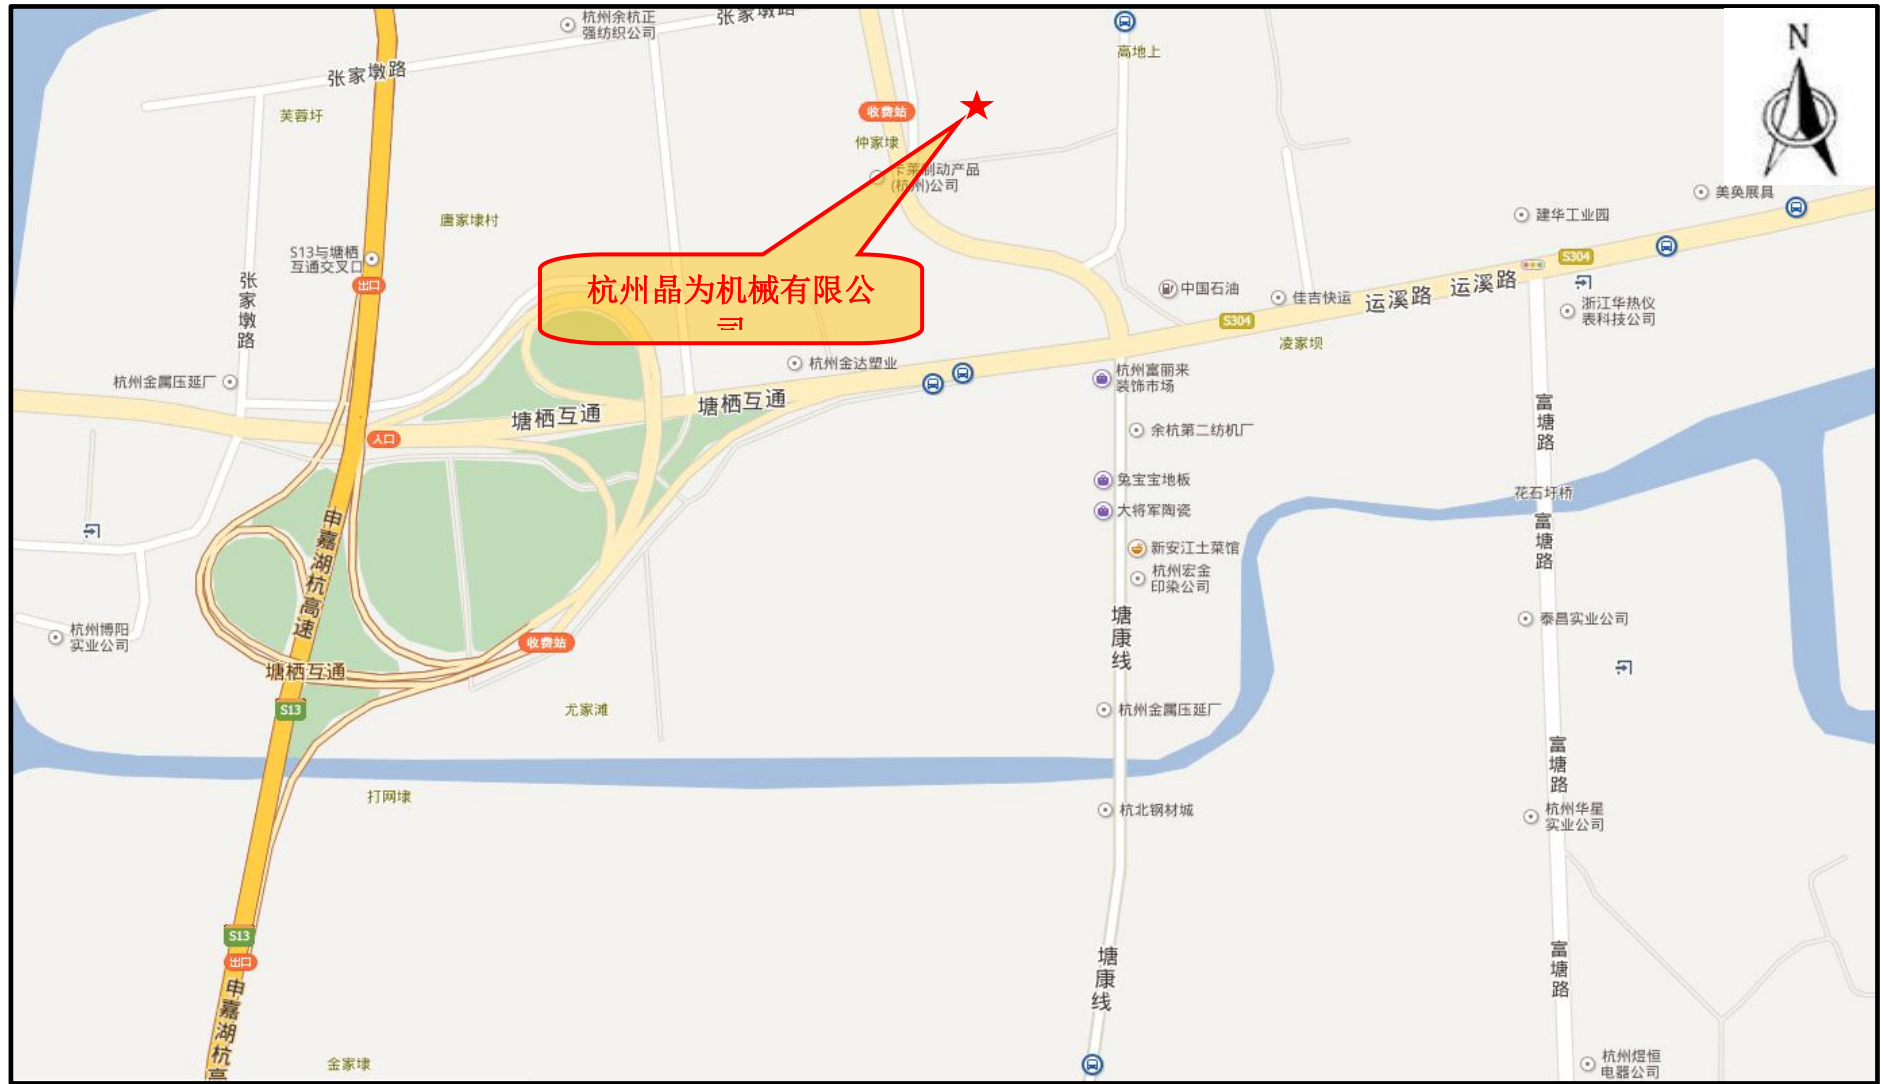 杭州余杭正
强纺织公司
张家墩路
N
高地上
张家墩路
芙蓉圩
收费站
仲家埭
卡莱制动产品
(杭州)公司
美奂展具
建华工业园
唐家埭村
S13与塘栖
互通交叉口
出口
S304
中国石油
佳吉快运
运溪路
运溪路
浙江华热仪
表科技公司
张家墩路
杭州晶为机械有限公
司
S304
凌家坝
杭州金达塑业
杭州金属压延厂
杭州富丽来
装饰市场
塘栖互通
塘栖互通
富塘路
入口
余杭第二纺机厂
兔宝宝地板
花石圩桥
大将军陶瓷
申嘉湖杭高速
富塘路
新安江土菜馆
杭州宏金
印染公司
杭州博阳
实业公司
收费站
塘康线
泰昌实业公司
塘栖互通
S13
尤家滩
杭州金属压延厂
富塘路
打网埭
杭北钢材城
杭州华星
实业公司
S13
出口
塘康线
富塘路
申嘉湖杭高
金家埭
杭州煜恒
电器公司